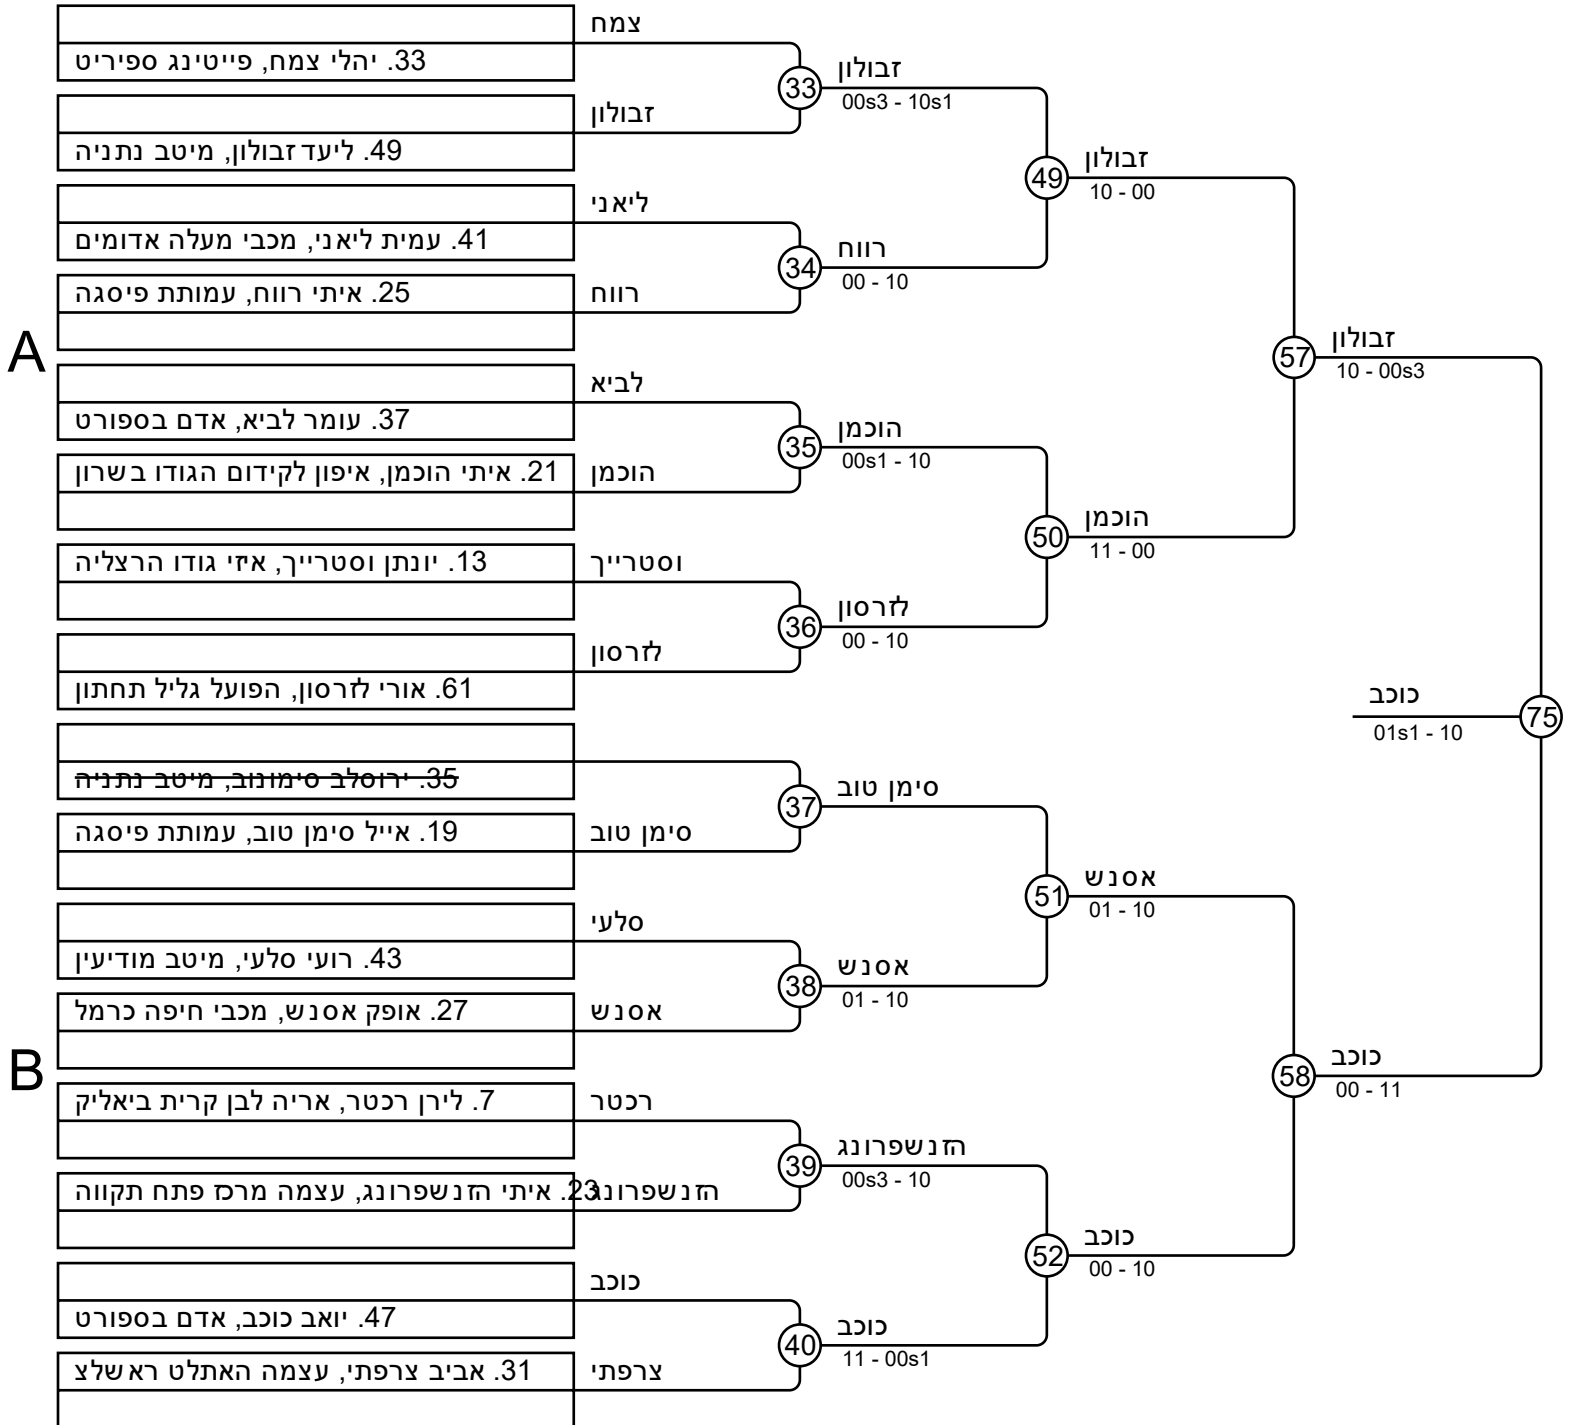 צמח
33. יהלי צמח, פייטינג ספיריט
33
זבולון
00s3 - 10s1
זבולון
49. ליעד זבולון, מיטב נתניה
49
זבולון
10 - 00
ליאני
41. עמית ליאני, מכבי מעלה אדומים
34
רווח
00 - 10
25. איתי רווח, עמותת פיסגה
רווח
A
57
זבולון
10 - 00s3
לביא
37. עומר לביא, אדם בספורט
35
הוכמן
00s1 - 10
21. איתי הוכמן, איפון לקידום הגודו בשרון
הוכמן
50
הוכמן
11 - 00
13. יונתן וסטרייך, איזי גודו הרצליה
וסטרייך
36
לזרסון
00 - 10
לזרסון
61. אורי לזרסון, הפועל גליל תחתון
כוכב
75
01s1 - 10
35. ירוסלב סימונוב, מיטב נתניה
37
סימן טוב
19. אייל סימן טוב, עמותת פיסגה
סימן טוב
51
אסנש
01 - 10
סלעי
43. רועי סלעי, מיטב מודיעין
38
אסנש
01 - 10
27. אופק אסנש, מכבי חיפה כרמל
אסנש
B
58
כוכב
00 - 11
7. לירן רכטר, אריה לבן קרית ביאליק
רכטר
39
הזנשפרונג
00s3 - 10
23. איתי הזנשפרונג, עצמה מרכז פתח תקווה
הזנשפרונג
52
כוכב
00 - 10
כוכב
47. יואב כוכב, אדם בספורט
40
כוכב
11 - 00s1
31. אביב צרפתי, עצמה האתלט ראשלצ
צרפתי